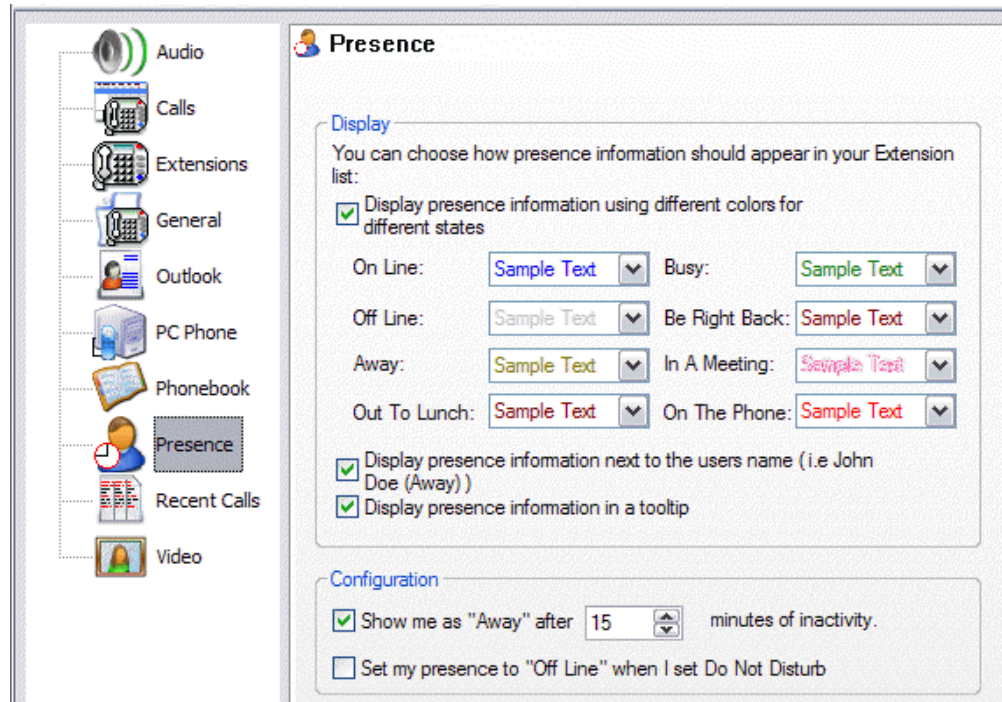 Audio
Calls
Extensions
General
Outlook
PC Phone
Phonebook
Presence
Recent Calls
Video
Presence
Display
You can choose how presence information should appear in your Extension
list:
Display presence information using different colors for
different states
On Line: Sample Text Busy: Sample Text
Off Line: Sample Text Be Right Back: Sample Text
Away: Sample Text In A Meeting: Sample Text
Out To Lunch: Sample Text On The Phone: Sample Text
Display presence information next to the users name ( i.e John
Doe (Away) )
Display presence information in a tooltip
Configuration
Show me as "Away" after 15 minutes of inactivity.
Set my presence to "Off Line" when I set Do Not Disturb